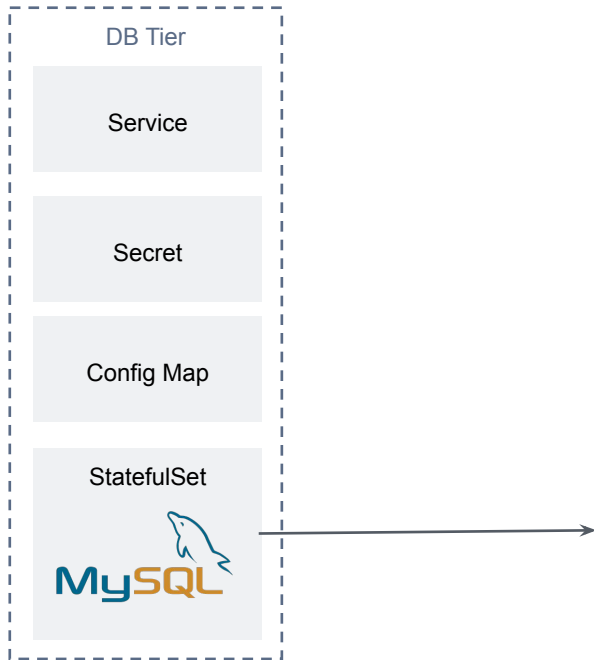 DB Tier
Service
Secret
Config Map
StatefulSet
MySQL